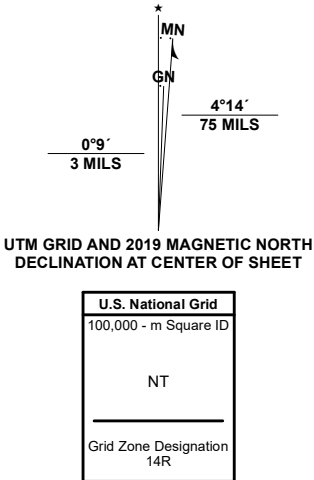 ★
MN
GN
4°14´
75 MILS
0°9´
3 MILS
UTM GRID AND 2019 MAGNETIC NORTH
DECLINATION AT CENTER OF SHEET
U.S. National Grid
100,000 - m Square ID
NT
Grid Zone Designation
14R